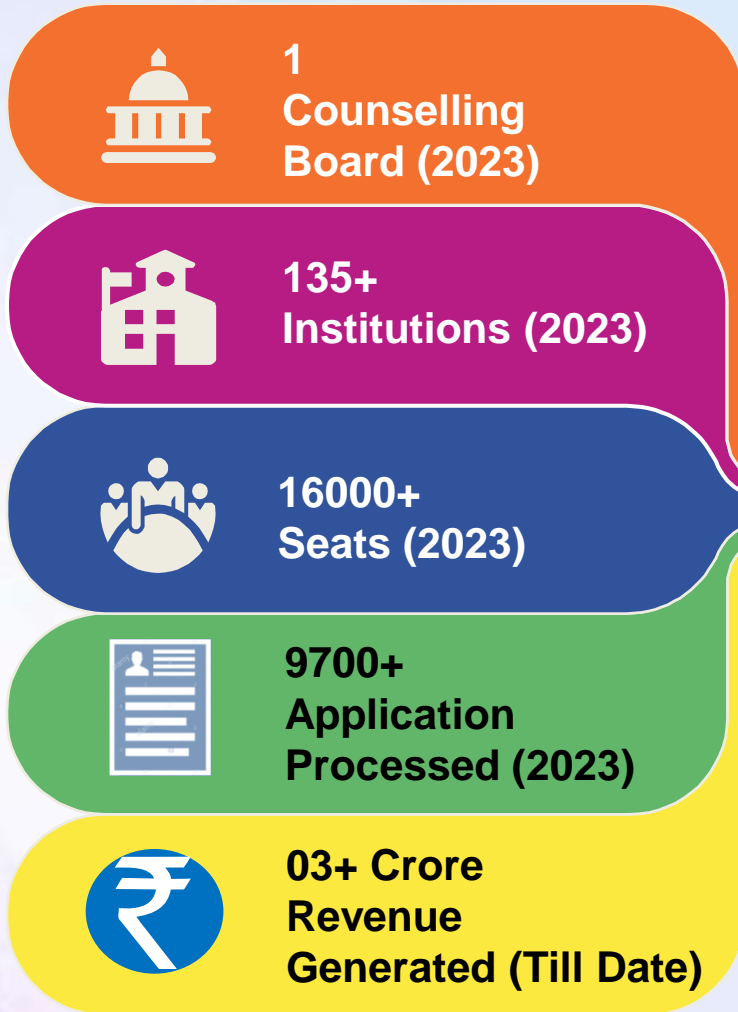 1
Counselling
Board (2023)
135+
Institutions (2023)
16000+
Seats (2023)
9700+
Application
Processed (2023)
03+ Crore
Revenue
Generated (Till Date)